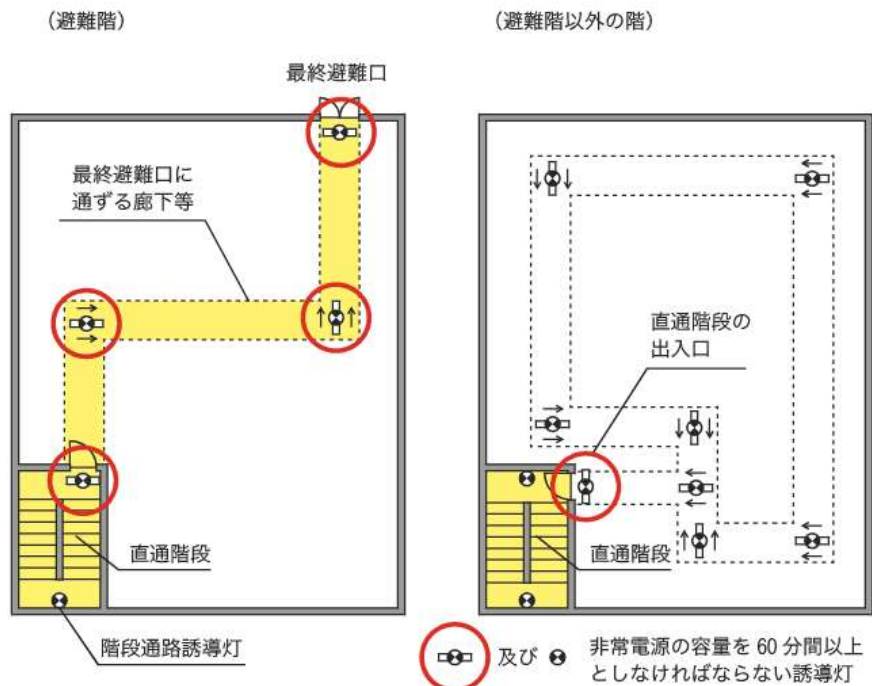 （避難階）
最終避難口
最終避難口に
通ずる廊下等
直通階段
階段通路誘導灯
（避難階以外の階）
直通階段の
出入口
直通階段
及び
非常電源の容量を 60 分間以上
としなければならない誘導灯